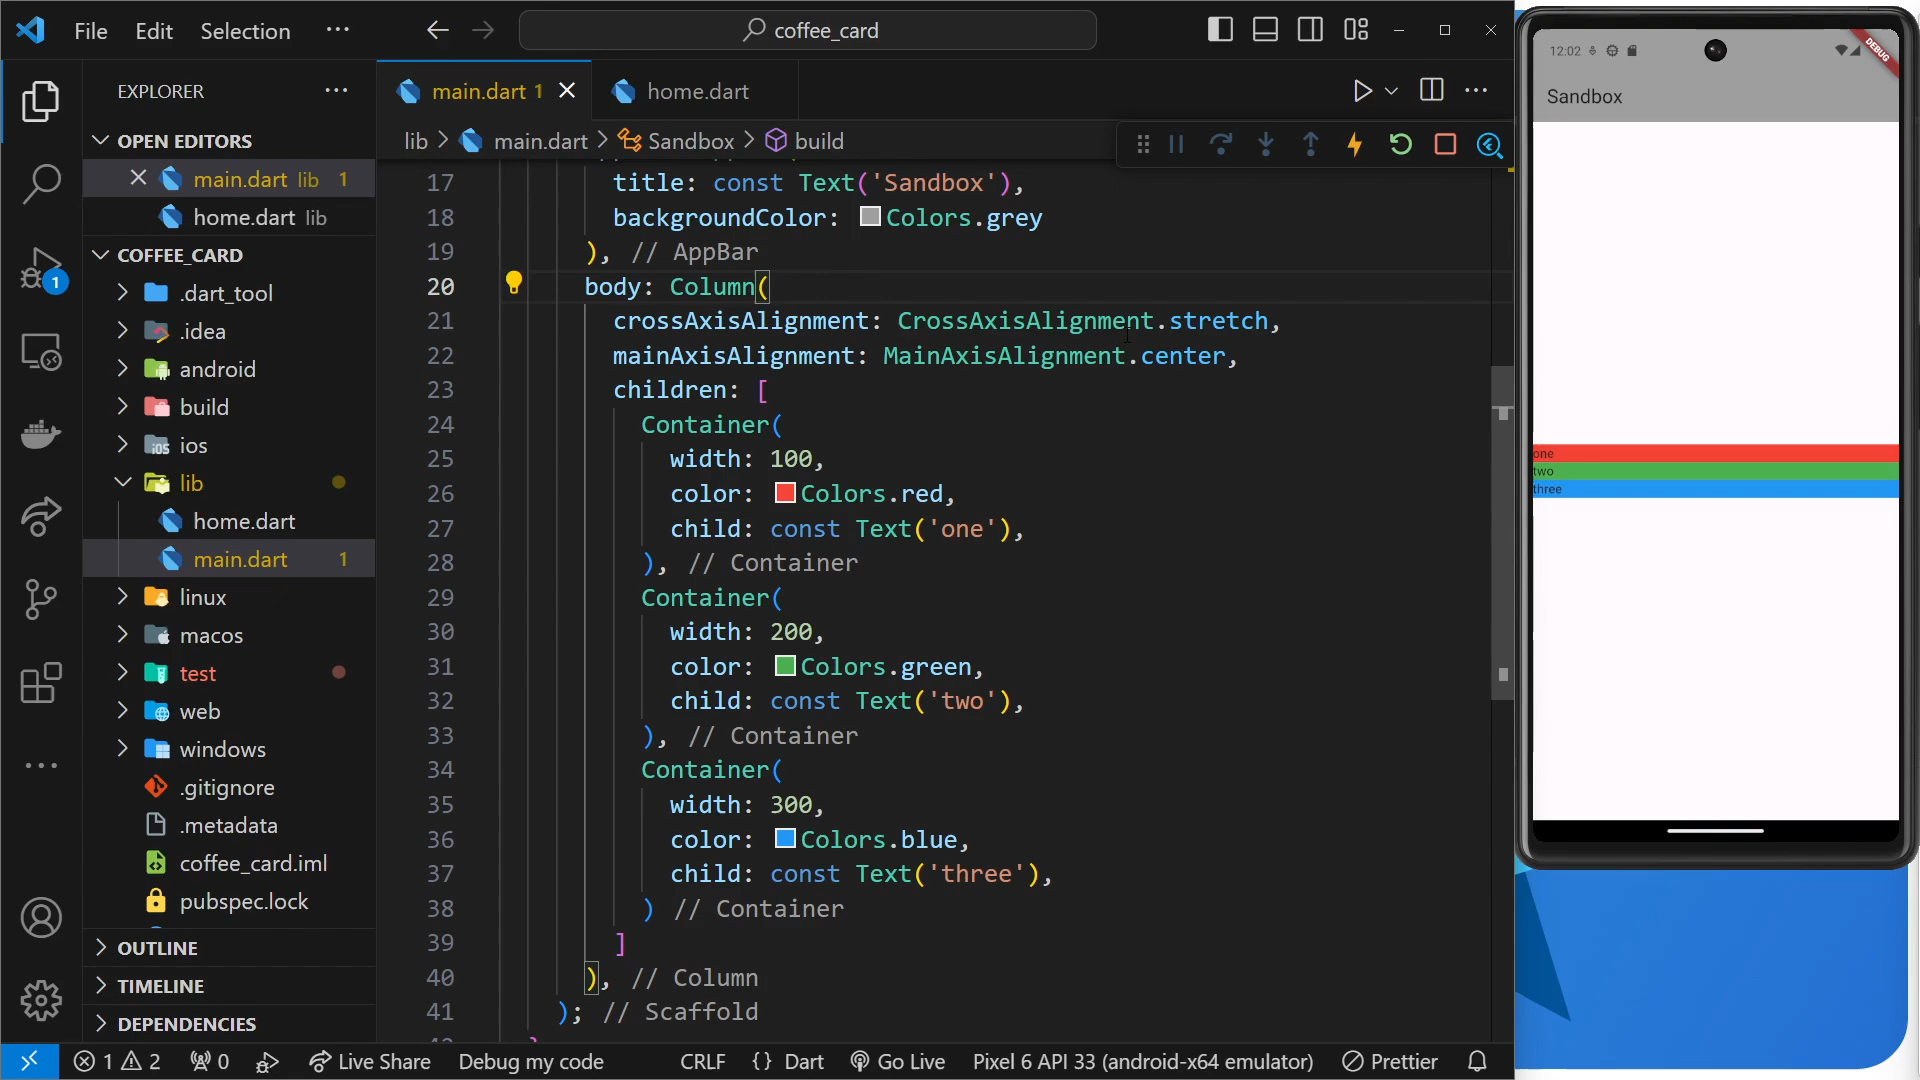 File Edit Selection ···
coffee_card
EXPLORER
OPEN EDITORS
main.dart lib 1
home.dart lib
COFFEE_CARD
.dart_tool
.idea
android
build
ios
lib
home.dart
main.dart 1
linux
macos
test
web
windows
.gitignore
.metadata
coffee_card.iml
pubspec.lock
OUTLINE
TIMELINE
DEPENDENCIES
1
main.dart 1
home.dart
lib > main.dart > Sandbox > build
17 title: const Text('Sandbox'),
18 backgroundColor: Colors.grey
19 ), // AppBar
20 body: Column(
21 crossAxisAlignment: CrossAxisAlignment.stretch,
22 mainAxisAlignment: MainAxisAlignment.center,
23 children: [
24 Container(
25 width: 100,
26 color: Colors.red,
27 child: const Text('one'),
28 ), // Container
29 Container(
30 width: 200,
31 color: Colors.green,
32 child: const Text('two'),
33 ), // Container
34 Container(
35 width: 300,
36 color: Colors.blue,
37 child: const Text('three'),
38 ) // Container
39 ]
40 ), // Column
41 ); // Scaffold
1 2 0 Live Share Debug my code CRLF {} Dart Go Live Pixel 6 API 33 (android-x64 emulator) Prettier
12:02
DEBUG
Sandbox
one
two
three